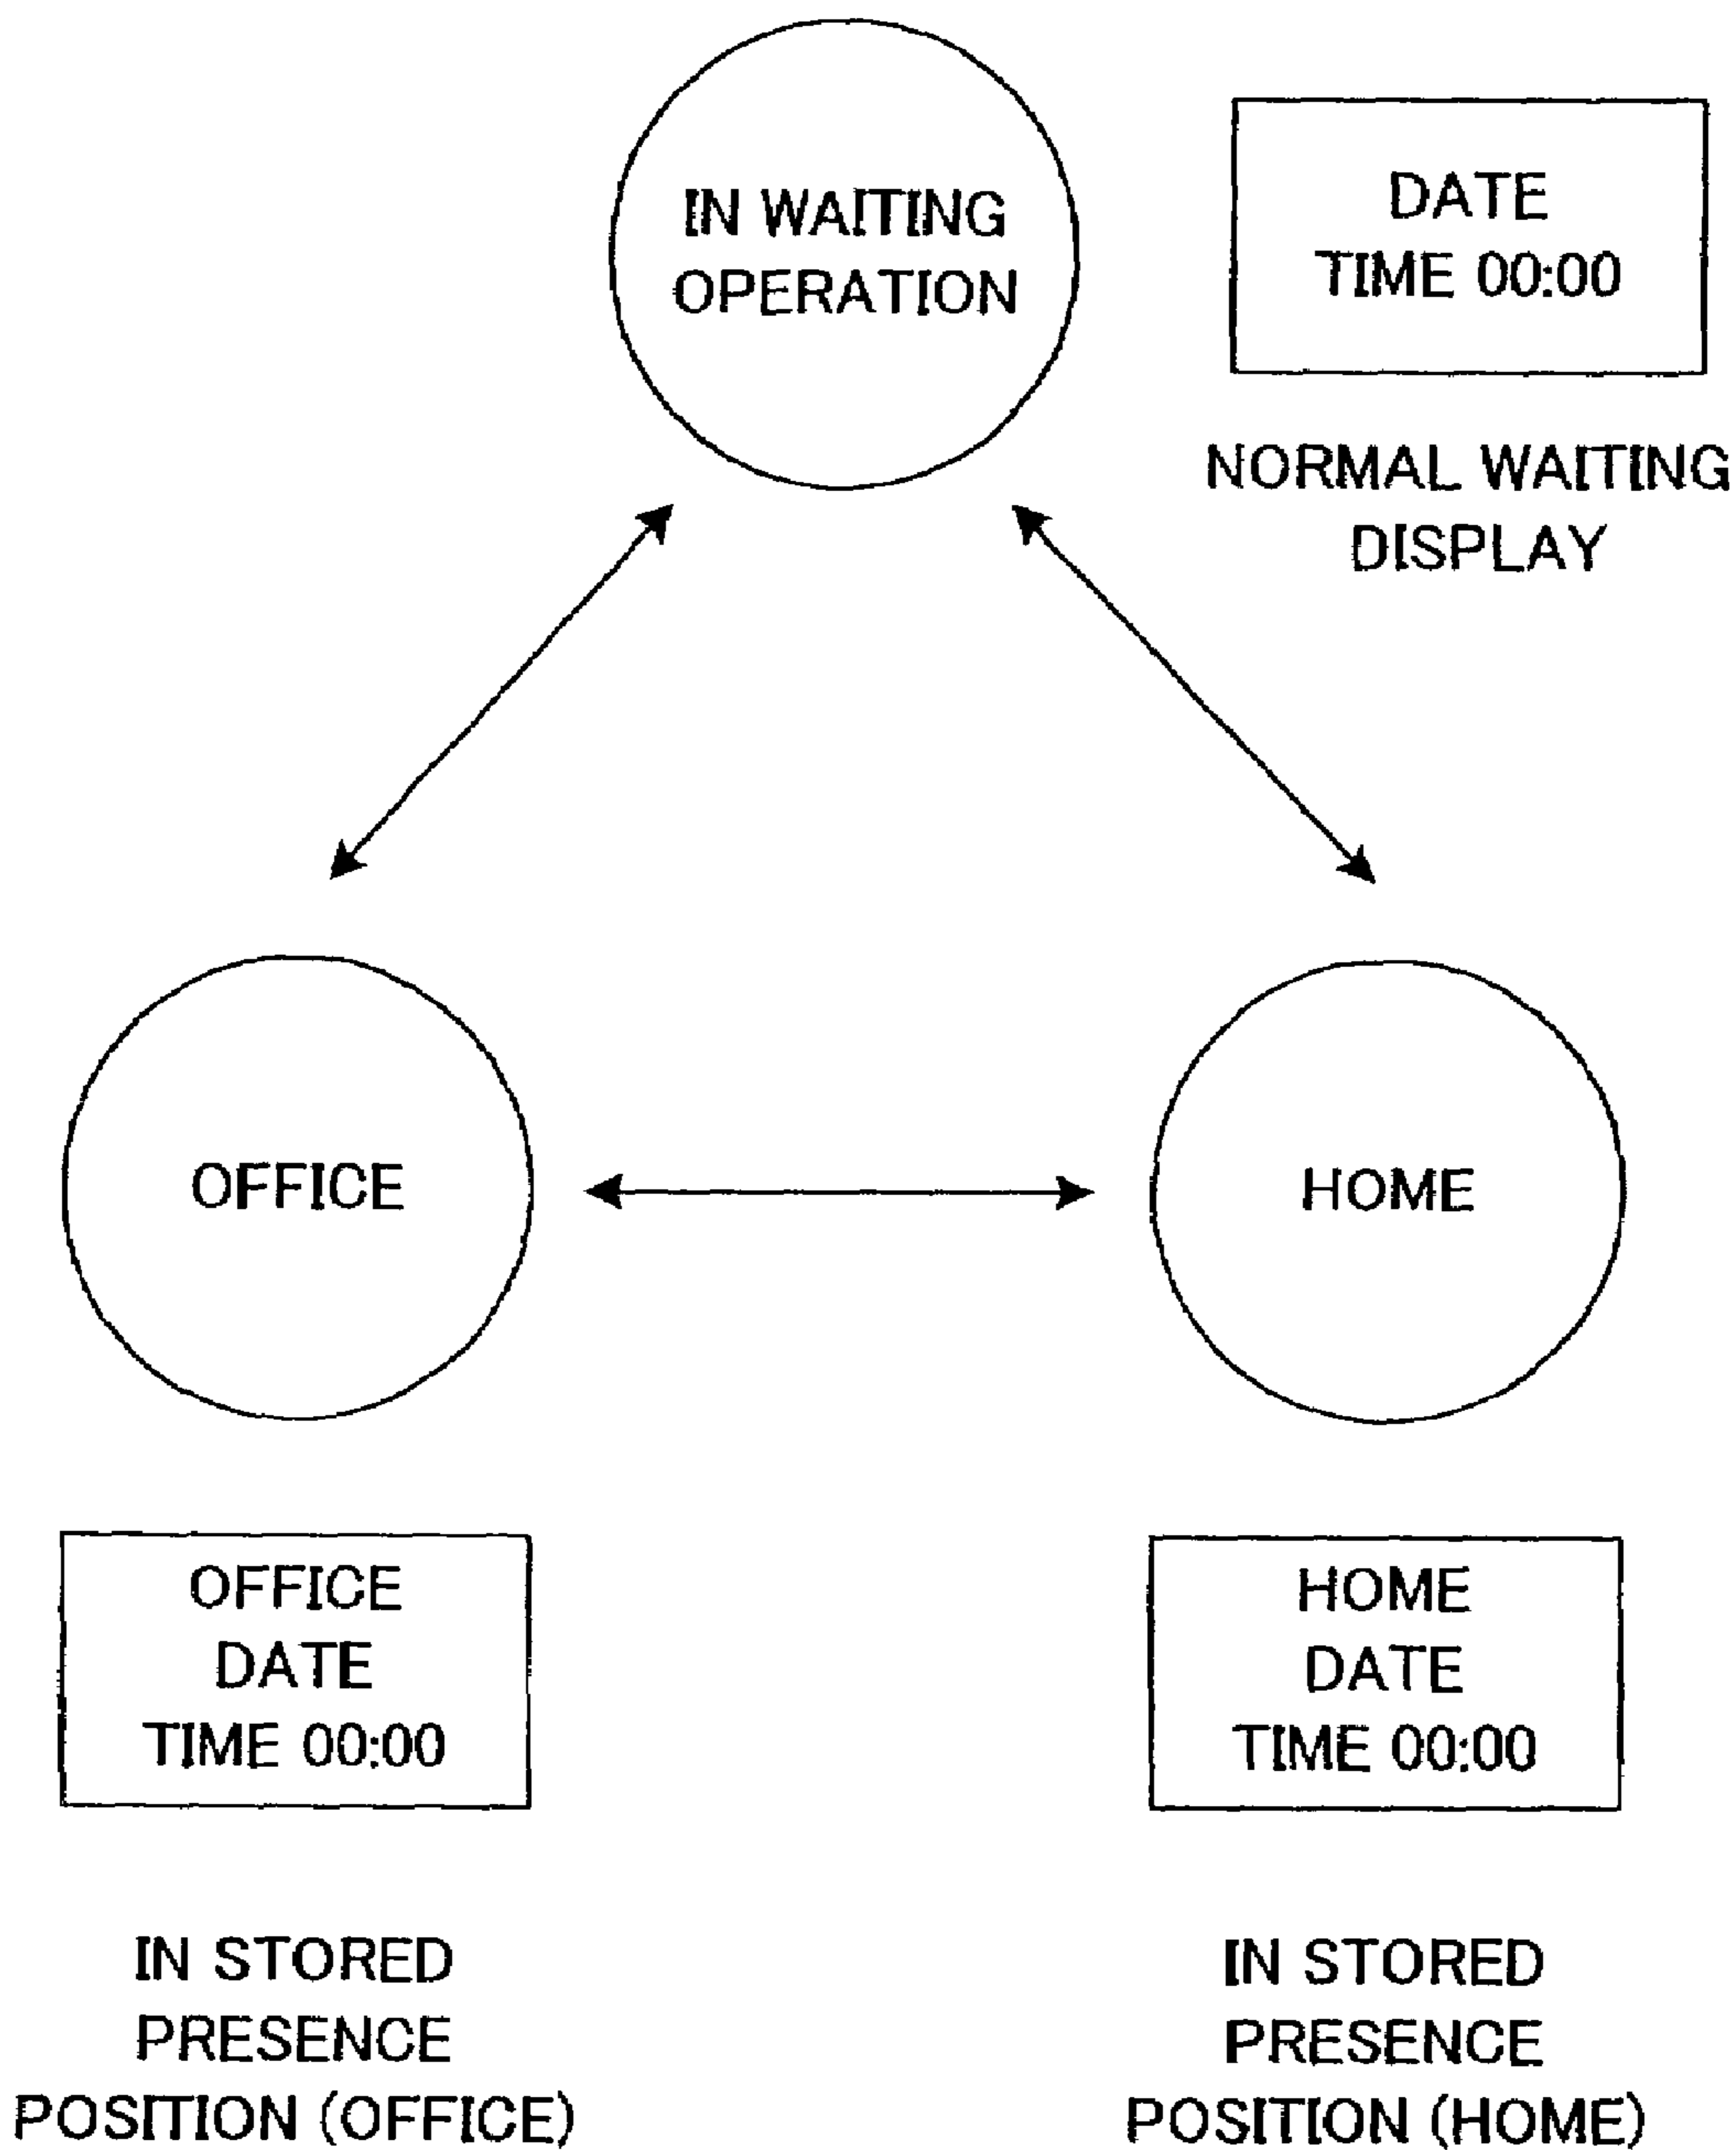 IN WAITING
OPERATION
DATE
TIME 00:00
NORMAL WAITING
DISPLAY
OFFICE
HOME
OFFICE
DATE
TIME 00:00
HOME
DATE
TIME 00:00
IN STORED
PRESENCE
POSITION (OFFICE)
IN STORED
PRESENCE
POSITION (HOME)